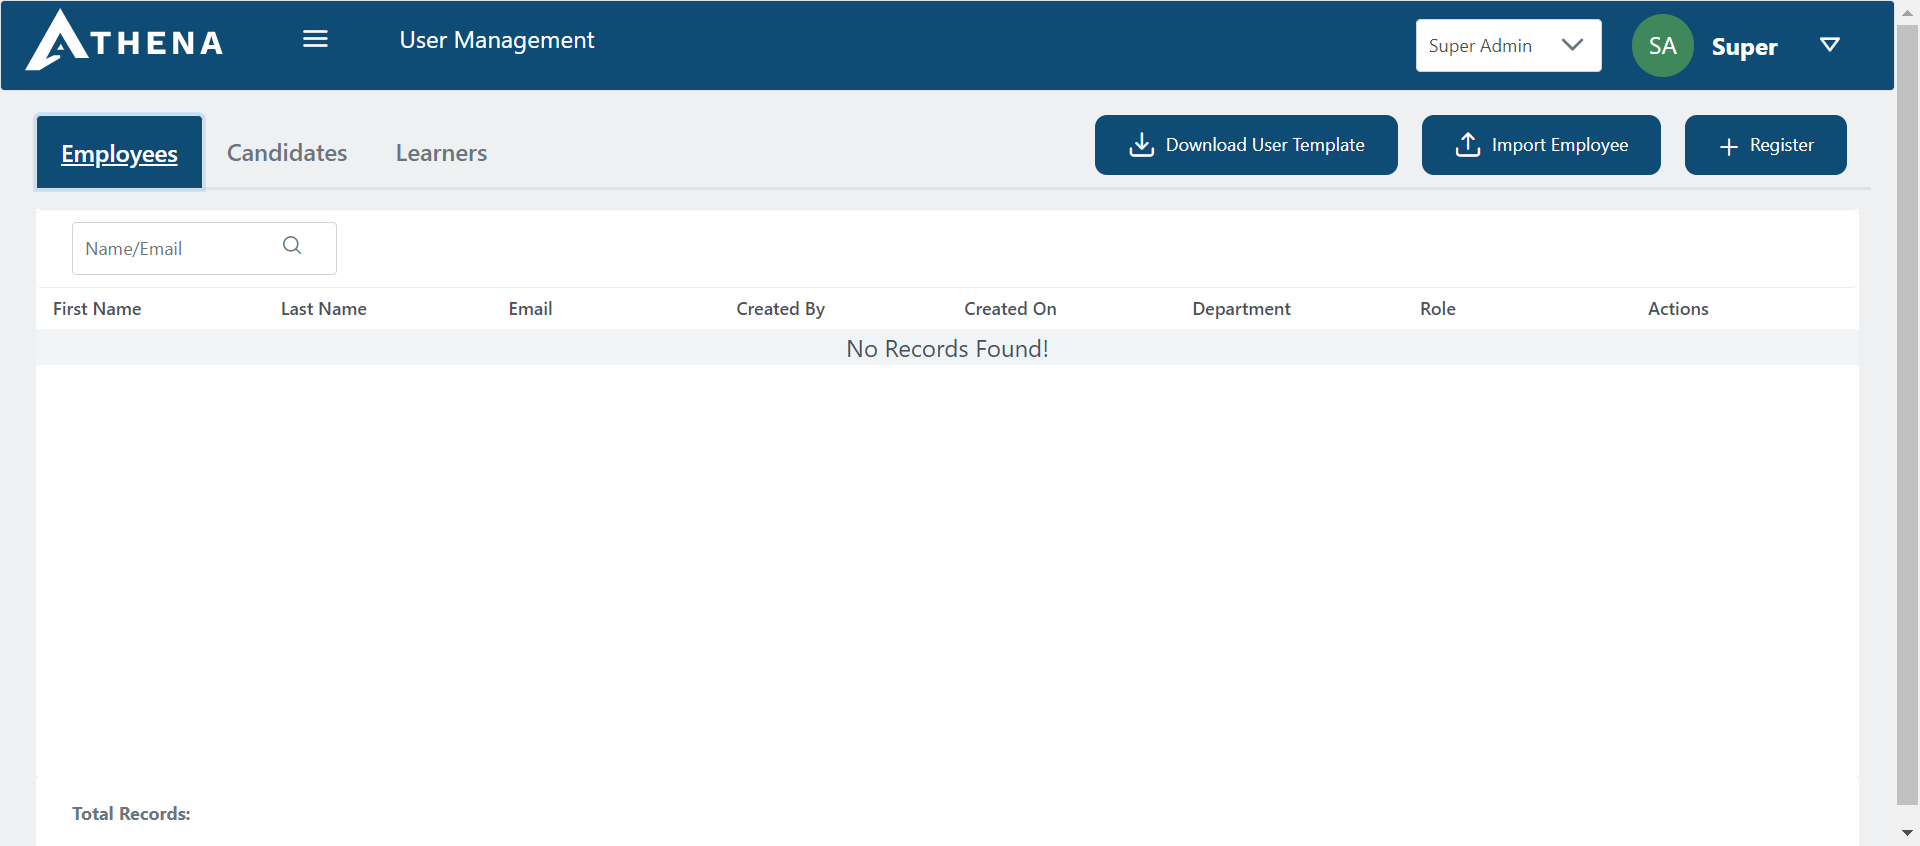 ATHENA
User Management
Super Admin
SA
Super
Employees
Candidates
Learners
Download User Template
Import Employee
Register
Name/Email
First Name
Last Name
Email
Created By
Created On
Department
Role
Actions
No Records Found!
Total Records: